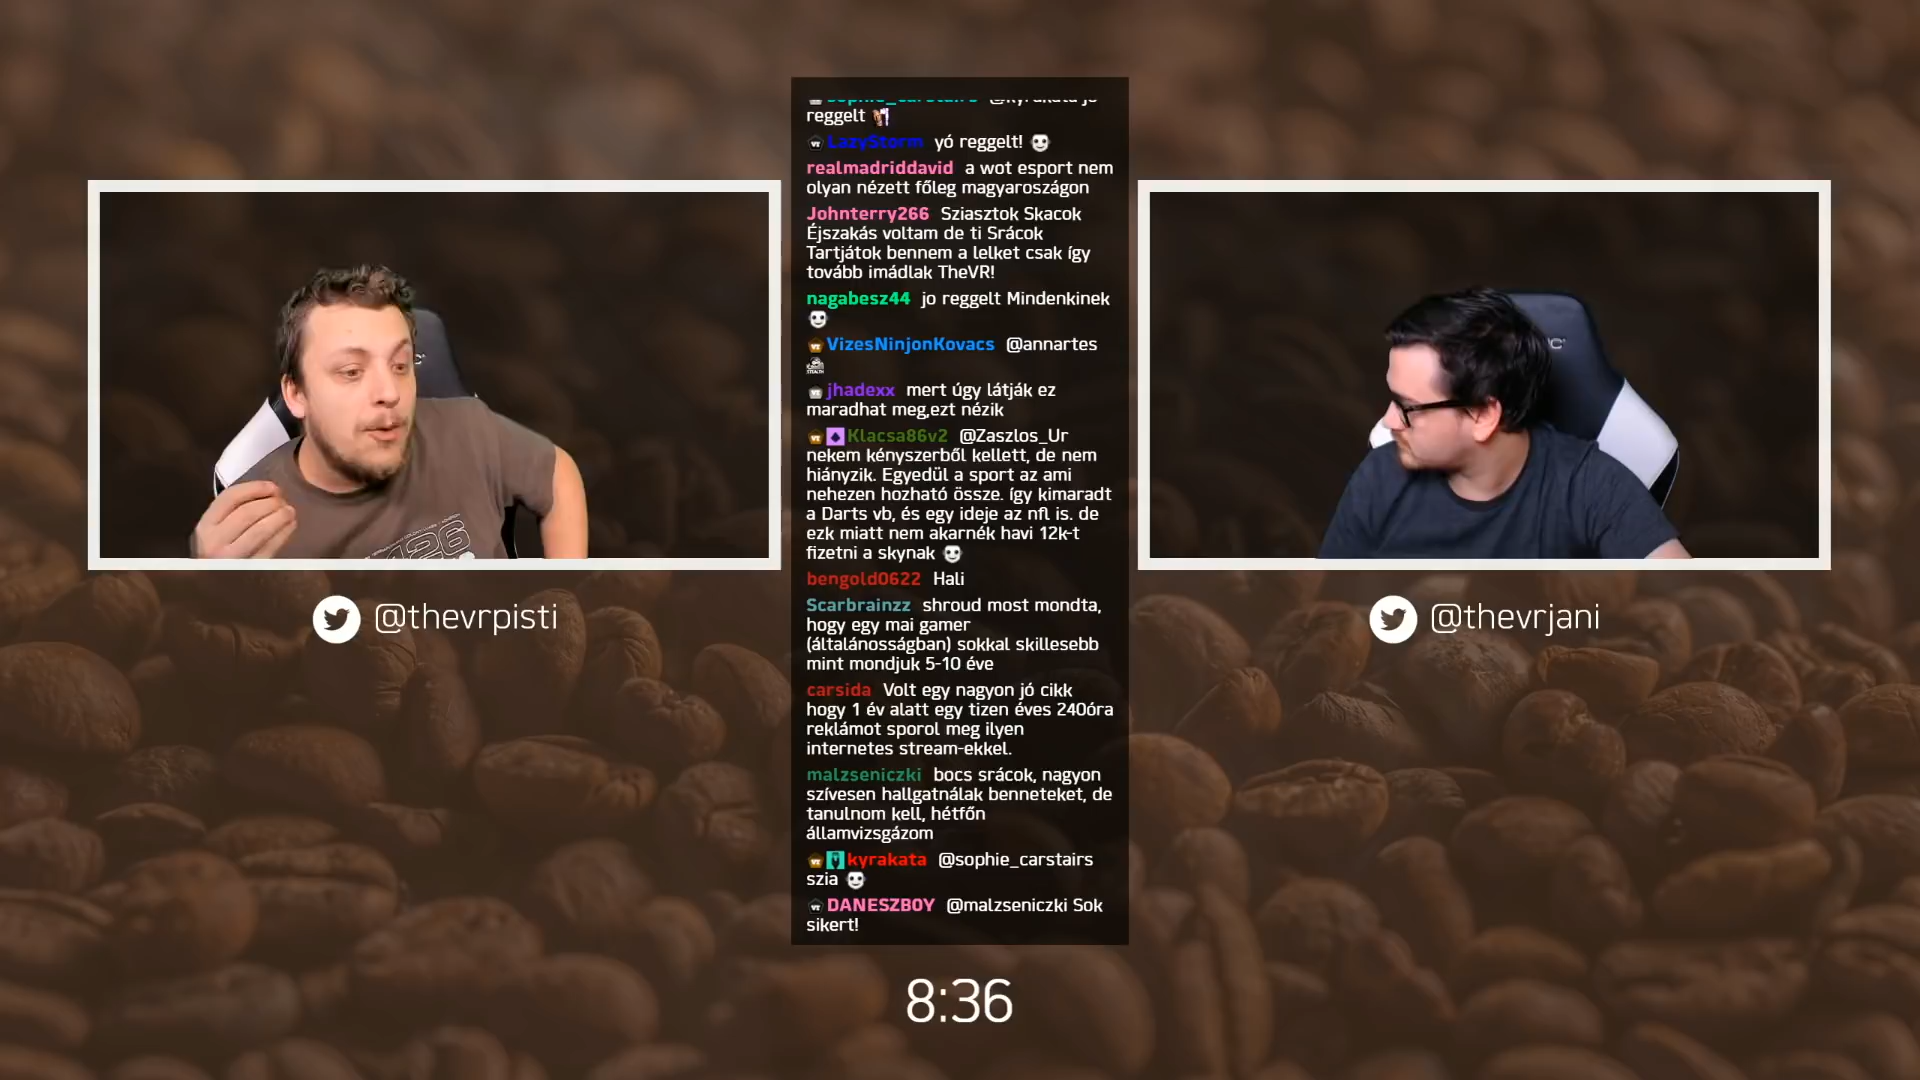 reggelt
LazyStorm yó reggelt!
realmadriddavid a wot esport nem
olyan nézett főleg magyaroszágon
Johnterry266 Sziasztok Skacok
Éjszakás voltam de ti Srácok
Tartjátok bennem a lelket csak így
tovább imádlak TheVR!
nagabesz44 jo reggelt Mindenkinek
VizesNinjonKovacs @annartes
jhadexx mert úgy látják ez
maradhat meg,ezt nézik
Klacsa86v2 @Zaszlos_Ur
nekem kényszerből kellett, de nem
hiányzik. Egyedül a sport az ami
nehezen hozható össze. így kimaradt
a Darts vb, és egy ideje az nfl is. de
ezk miatt nem akarnék havi 12k-t
fizetni a skynak
bengold0622 Hali
Scarbrainzz shroud most mondta,
hogy egy mai gamer
(általánosságban) sokkal skillesebb
mint mondjuk 5-10 éve
carsida Volt egy nagyon jó cikk
hogy 1 év alatt egy tizen éves 240óra
reklámot sporol meg ilyen
internetes stream-ekkel.
malzseniczki bocs srácok, nagyon
szívesen hallgatnálak benneteket, de
tanulnom kell, hétfőn
államvizsgázom
kyrakata @sophie_carstairs
szia
DANESZB0Y @malzseniczki Sok
sikert!
@thevrpisti
@thevrjani
8:36